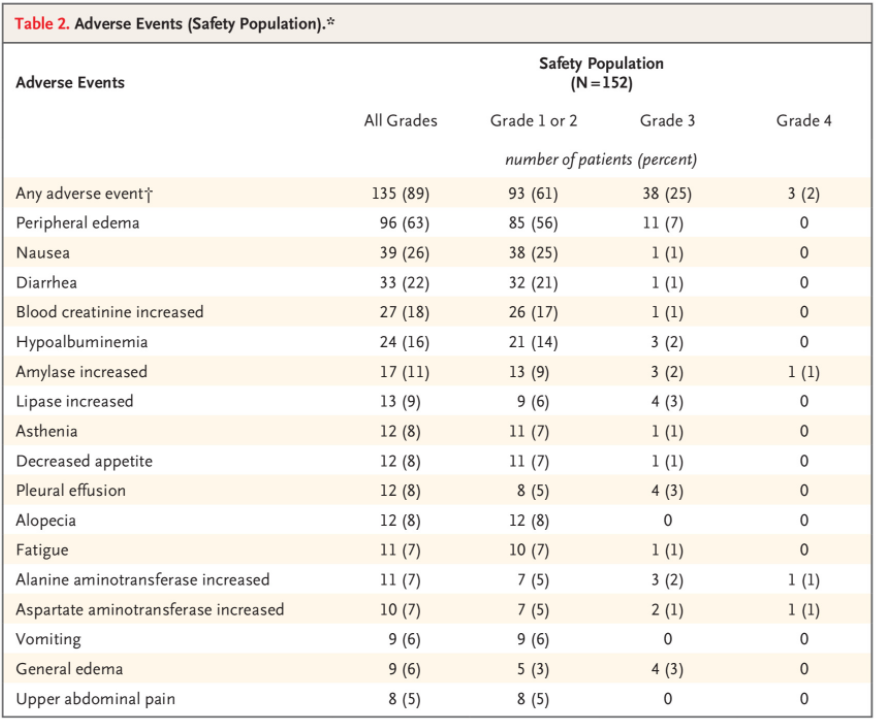 Table 2. Adverse Events (Safety Population).*
Adverse Events
Safety Population
(N=152)
All Grades Grade 1 or 2 Grade 3 Grade 4
number of patients (percent)
Any adverse event† 135 (89) 93 (61) 38 (25) 3 (2)
Peripheral edema 96 (63) 85 (56) 11 (7) 0
Nausea 39 (26) 38 (25) 1 (1) 0
Diarrhea 33 (22) 32 (21) 1 (1) 0
Blood creatinine increased 27 (18) 26 (17) 1 (1) 0
Hypoalbuminemia 24 (16) 21 (14) 3 (2) 0
Amylase increased 17 (11) 13 (9) 3 (2) 1 (1)
Lipase increased 13 (9) 9 (6) 4 (3) 0
Asthenia 12 (8) 11 (7) 1 (1) 0
Decreased appetite 12 (8) 11 (7) 1 (1) 0
Pleural effusion 12 (8) 8 (5) 4 (3) 0
Alopecia 12 (8) 12 (8) 0 0
Fatigue 11 (7) 10 (7) 1 (1) 0
Alanine aminotransferase increased 11 (7) 7 (5) 3 (2) 1 (1)
Aspartate aminotransferase increased 10 (7) 7 (5) 2 (1) 1 (1)
Vomiting 9 (6) 9 (6) 0 0
General edema 9 (6) 5 (3) 4 (3) 0
Upper abdominal pain 8 (5) 8 (5) 0 0